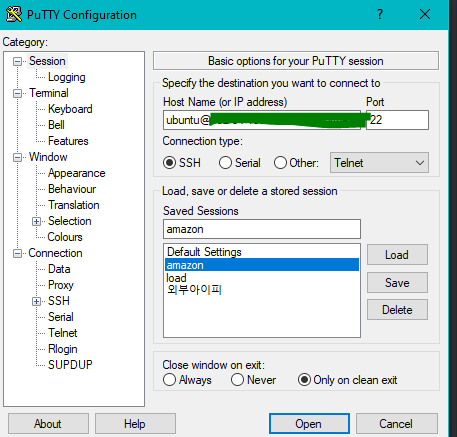 PuTTY Configuration
?
Category:
Session
Logging
Terminal
Keyboard
Bell
Features
Window
Appearance
Behaviour
Translation
Selection
Colours
Connection
Data
Proxy
SSH
Serial
Telnet
Rlogin
SUPDUP
Basic options for your PuTTY session
Specify the destination you want to connect to
Host Name (or IP address) Port
ubuntu@ 22
Connection type:
SSH Serial Other: Telnet
Load, save or delete a stored session
Saved Sessions
amazon
Default Settings
amazon
load
외부아이피
Load
Save
Delete
Close window on exit:
Always Never Only on clean exit
About Help Open Cancel